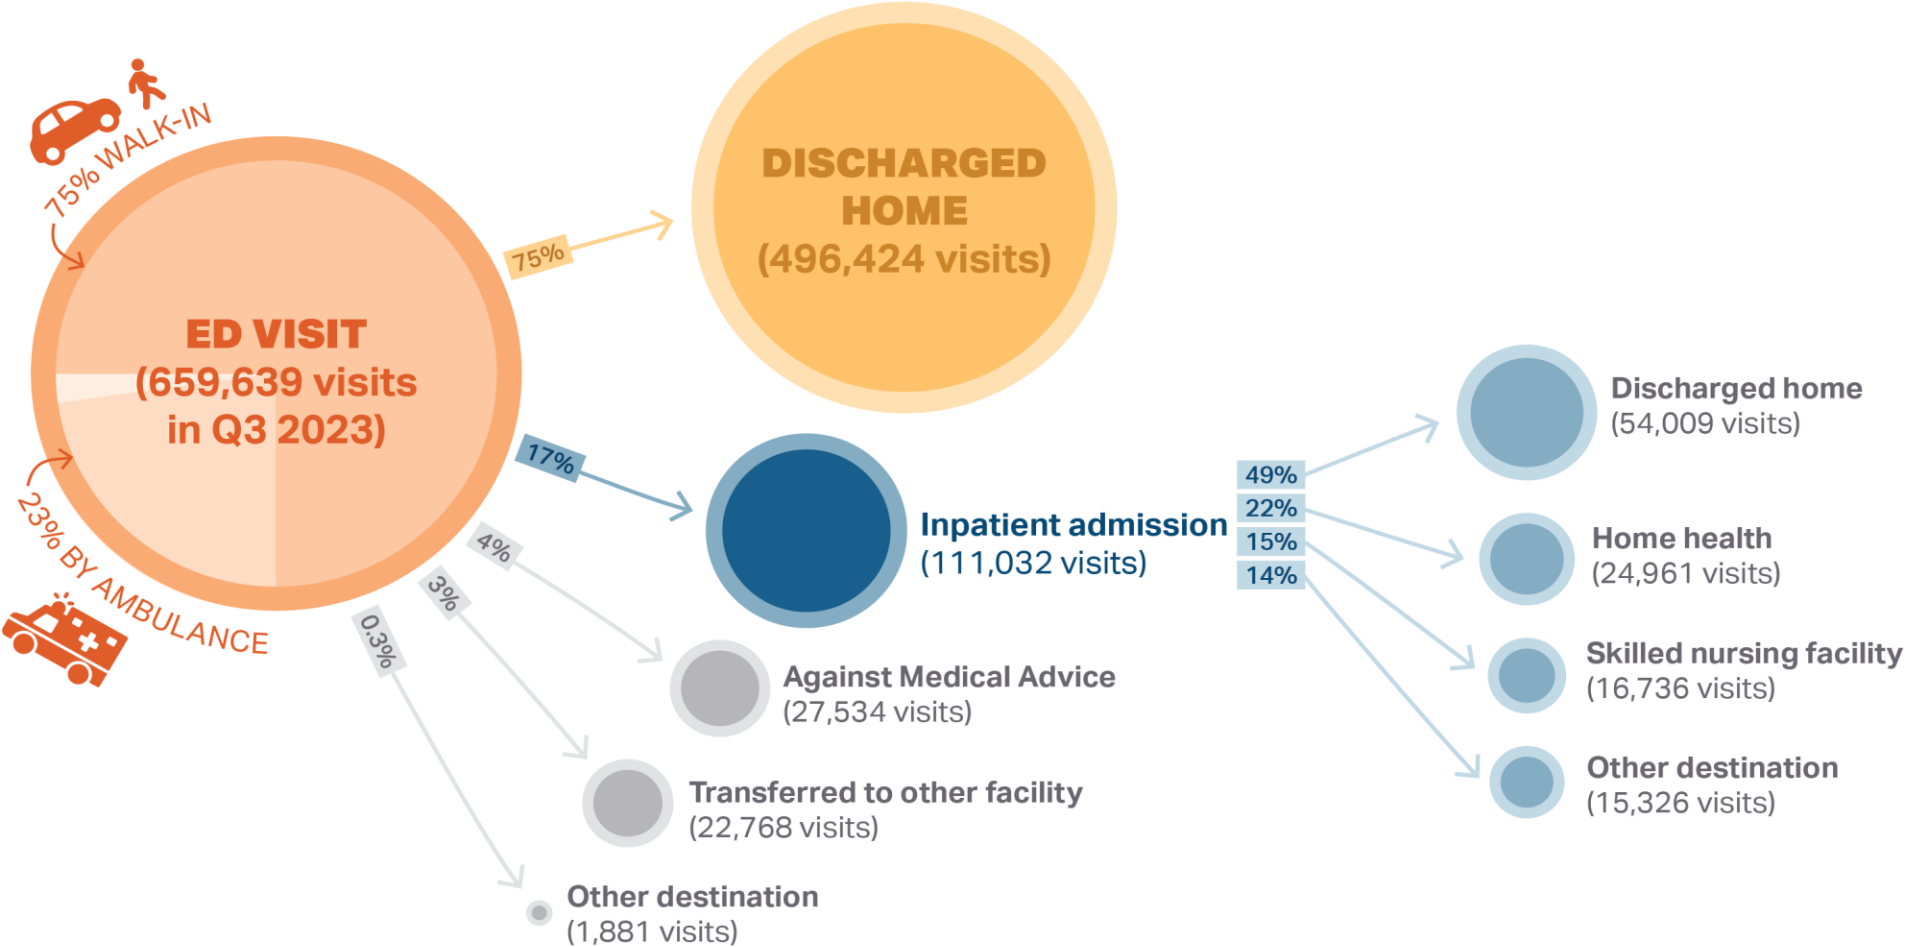 75% WALK-IN
ED VISIT
(659,639 visits
in Q3 2023)
23% BY AMBULANCE
75%
DISCHARGED
HOME
(496,424 visits)
17%
Inpatient admission
(111,032 visits)
4%
Against Medical Advice
(27,534 visits)
3%
Transferred to other facility
(22,768 visits)
0.3%
Other destination
(1,881 visits)
49%
Discharged home
(54,009 visits)
22%
Home health
(24,961 visits)
15%
Skilled nursing facility
(16,736 visits)
14%
Other destination
(15,326 visits)